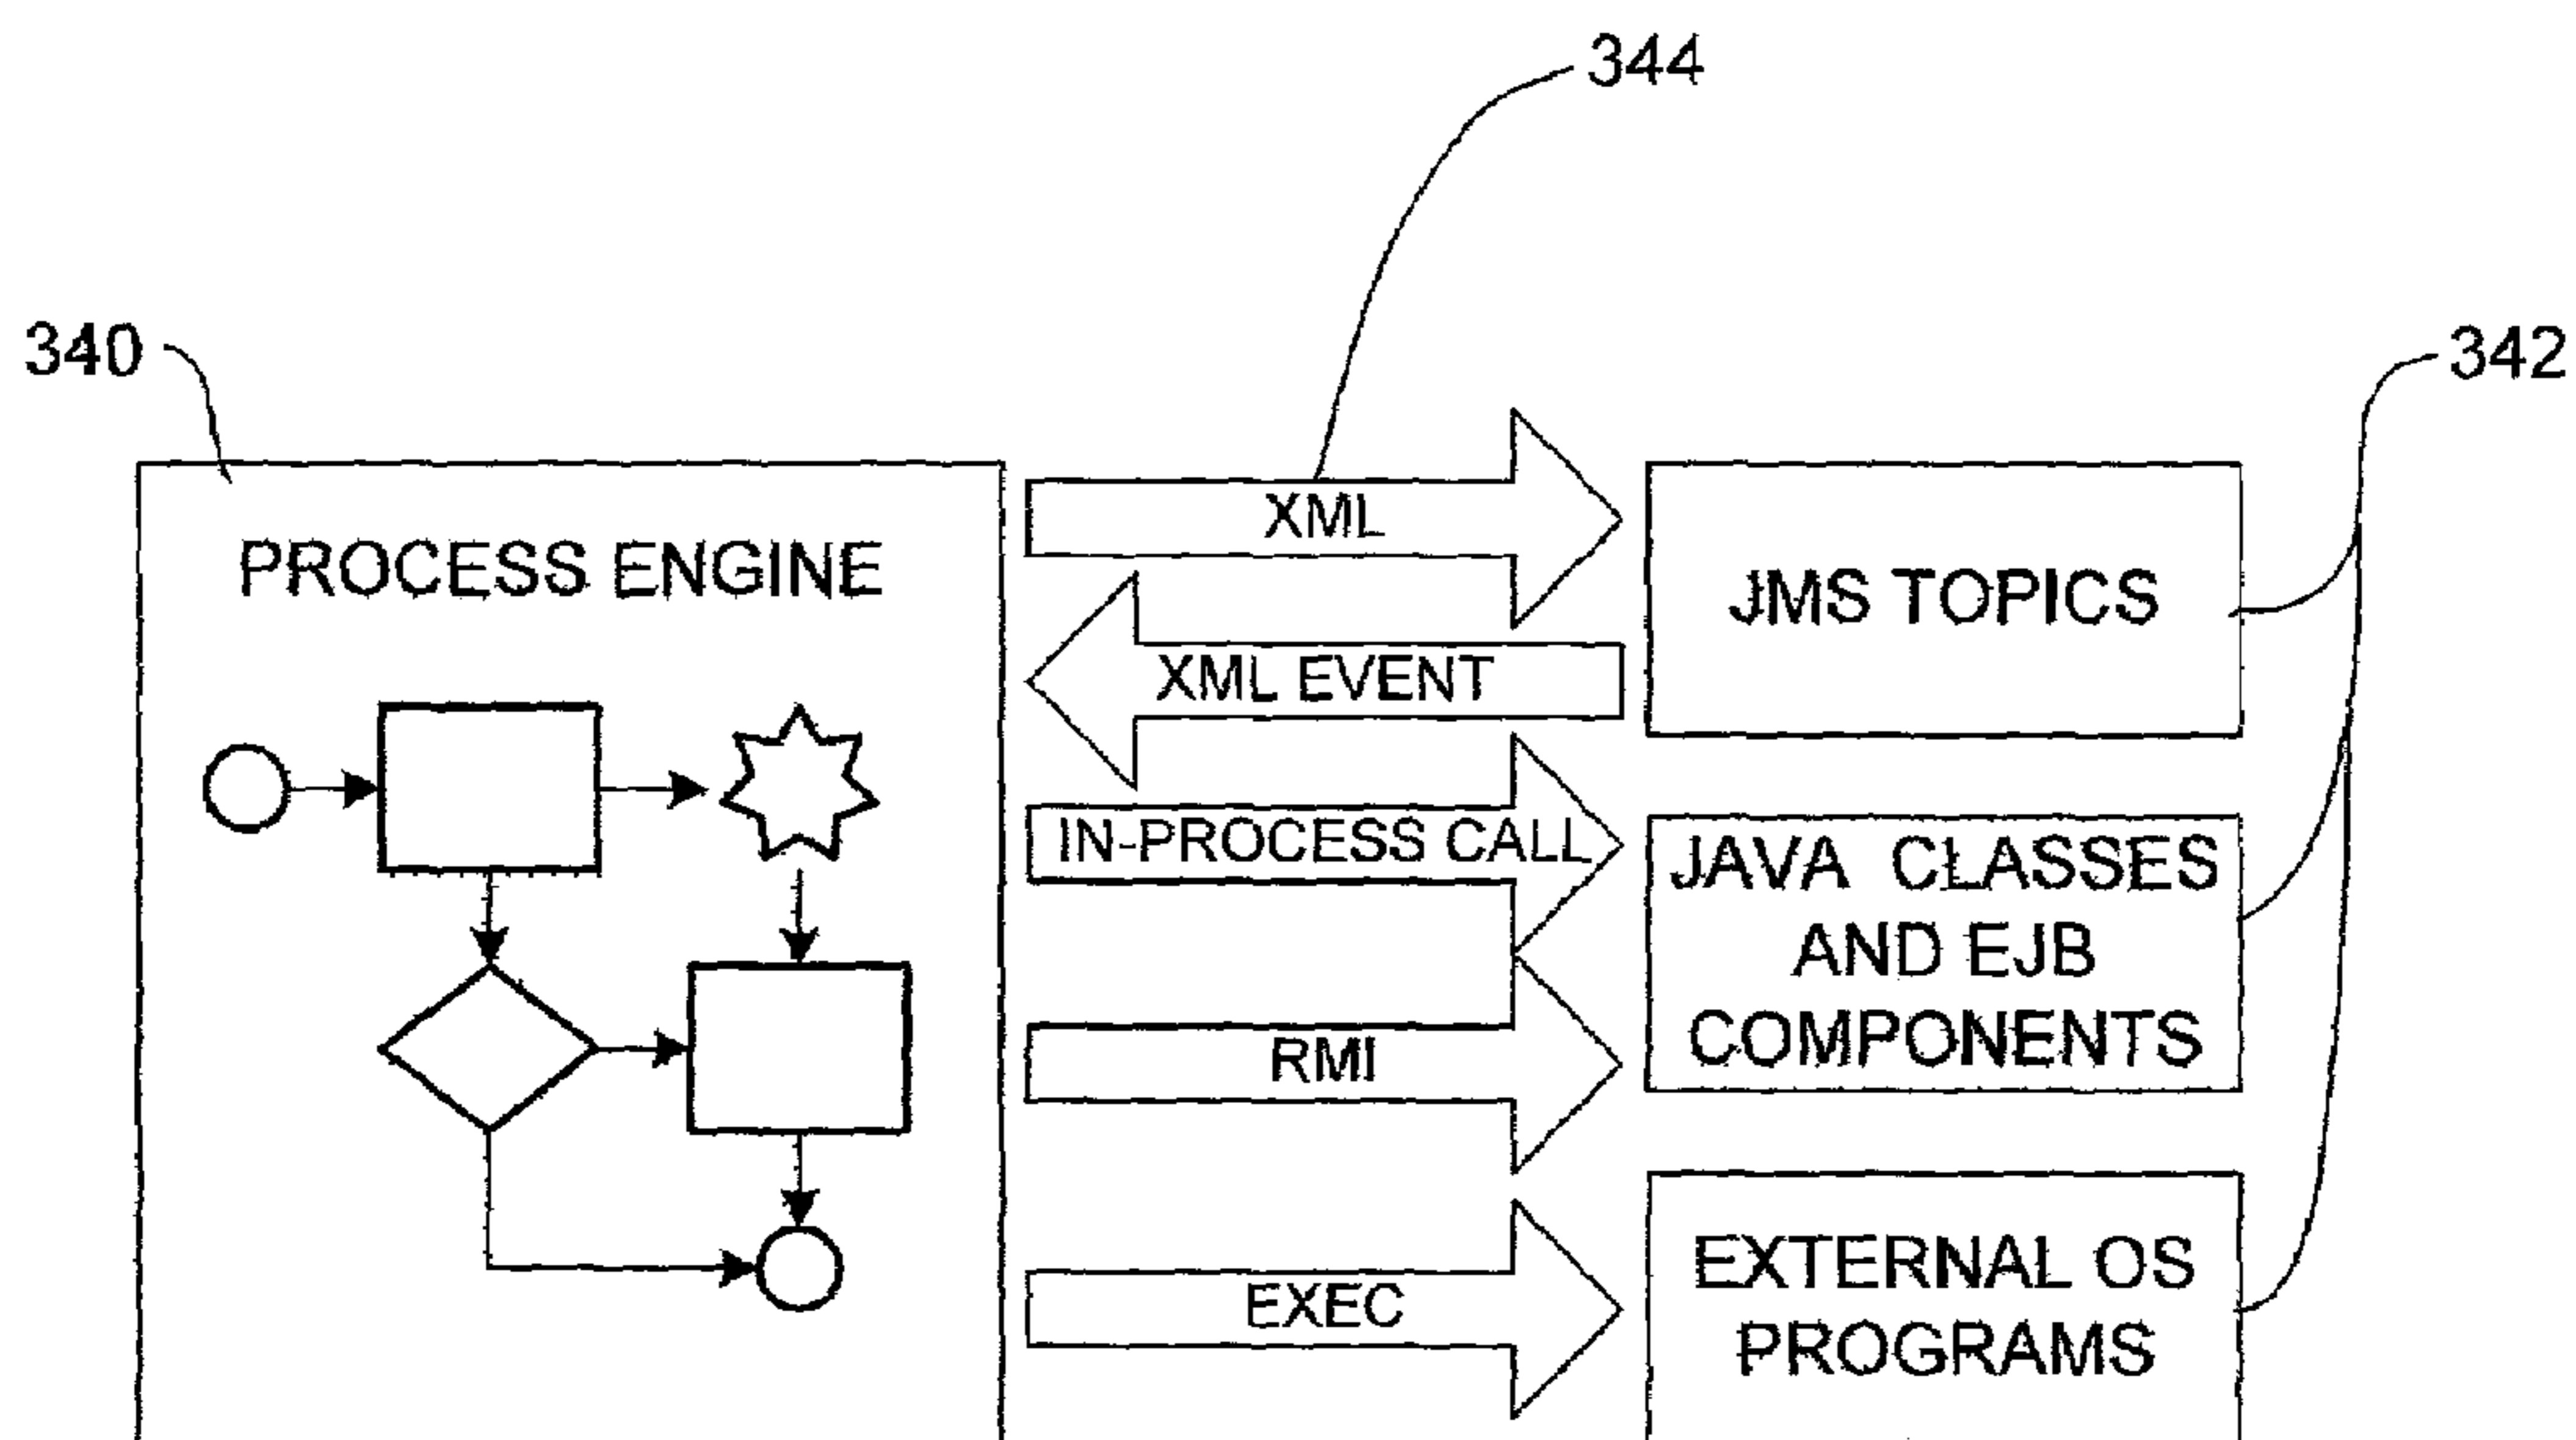 344
340
342
PROCESS ENGINE
XML
XML EVENT
IN-PROCESS CALL
RMI
EXEC
JMS TOPICS
JAVA CLASSES
AND EJB
COMPONENTS
EXTERNAL OS
PROGRAMS